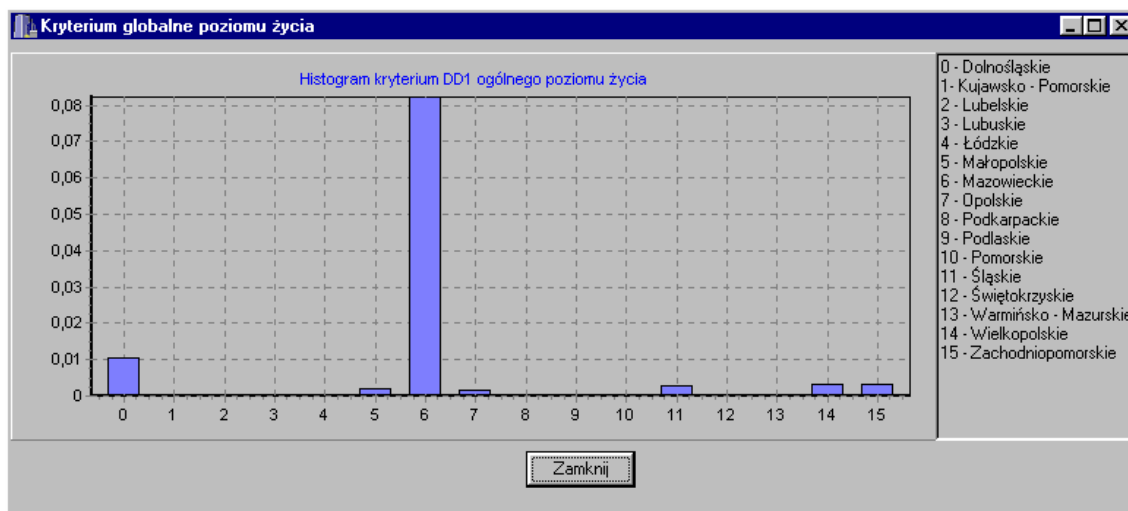 Kryterium globalne poziomu życia
Histogram kryterium DD1 ogólnego poziomu życia
0,08
0,07
0,06
0,05
0,04
0,03
0,02
0,01
0
0 1 2 3 4 5 6 7 8 9 10 11 12 13 14 15
0 - Dolnośląskie
1- Kujawsko - Pomorskie
2 - Lubelskie
3 - Lubuskie
4 - Łódzkie
5 - Małopolskie
6 - Mazowieckie
7 - Opolskie
8 - Podkarpackie
9 - Podlaskie
10 - Pomorskie
11 - Śląskie
12 - Świętokrzyskie
13 - Warmińsko - Mazurskie
14 - Wielkopolskie
15 - Zachodniopomorskie
Zamknij